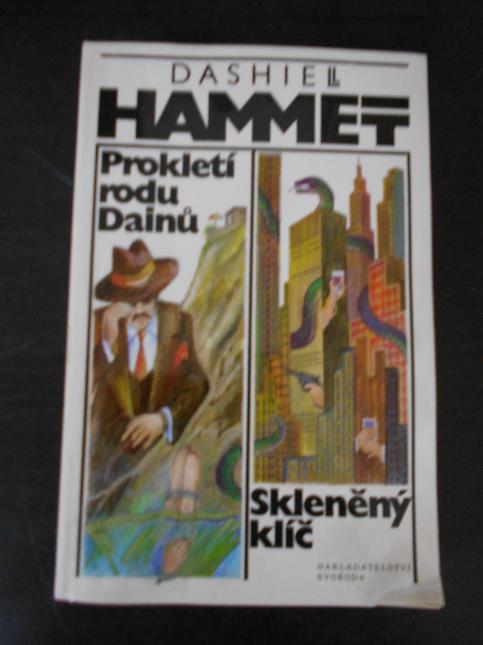 DASHIELL
HAMMETT
Prokletí
rodu
Dainů
Skleněný
klíč
NAKLADATELSTVÍ
SVOBODA